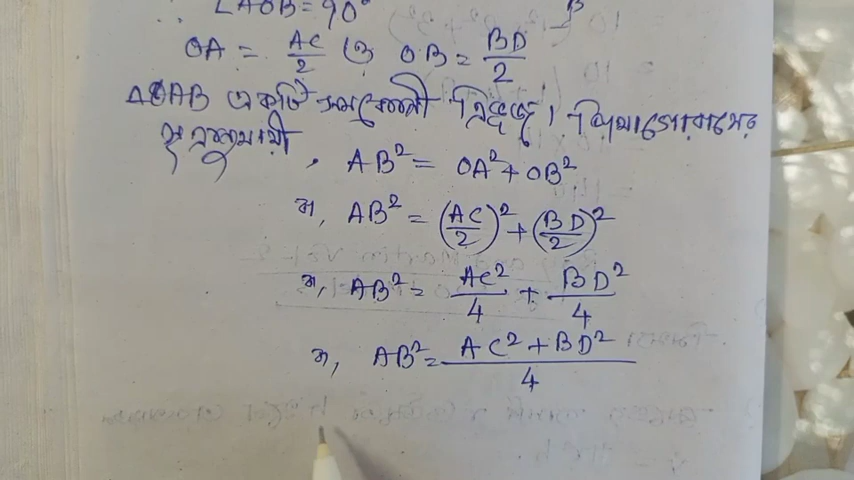 ∴ ∠AOB = 90°
OA = AC/2 ও OB = BD/2
△OAB একটি সমকোণী ত্রিভুজ। পিথাগোরাসের
সূত্রানুযায়ী, AB² = OA² + OB²
বা, AB² = (AC/2)² + (BD/2)²
বা, AB² = AC²/4 + BD²/4
বা, AB² = AC² + BD²/4